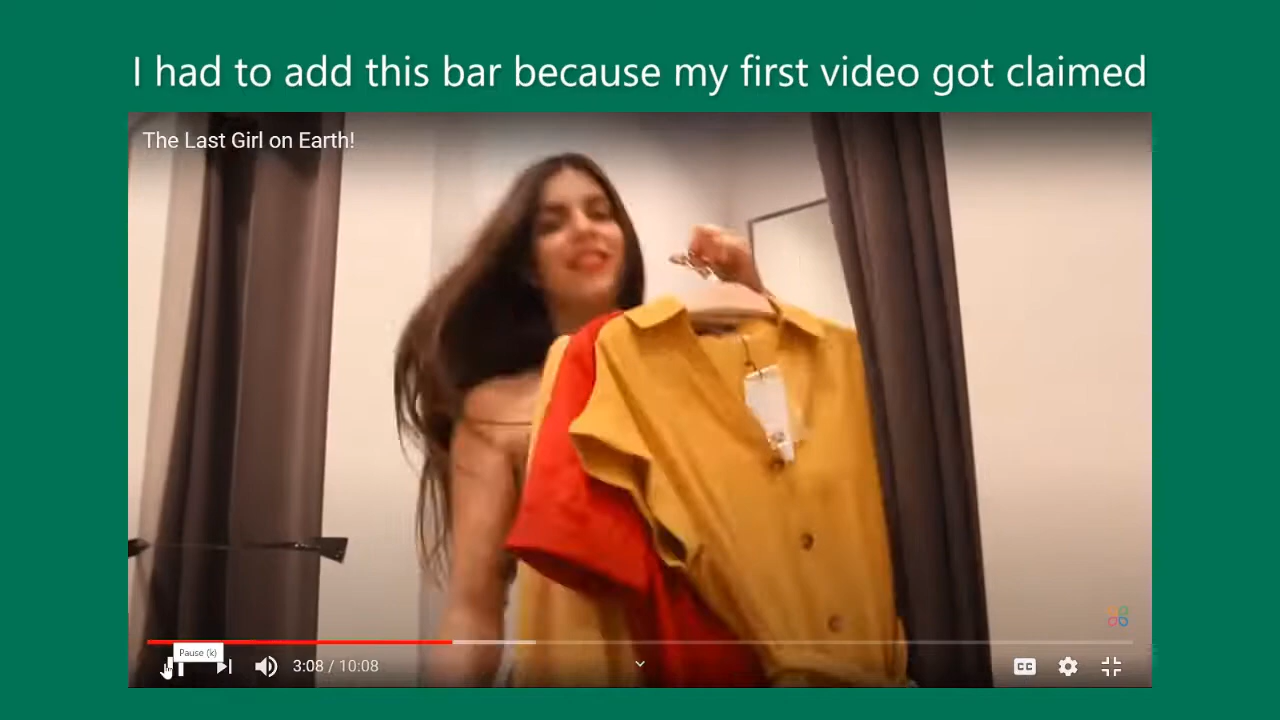 I had to add this bar because my first video got claimed
The Last Girl on Earth!
Pause (k)
3:08 / 10:08
CC